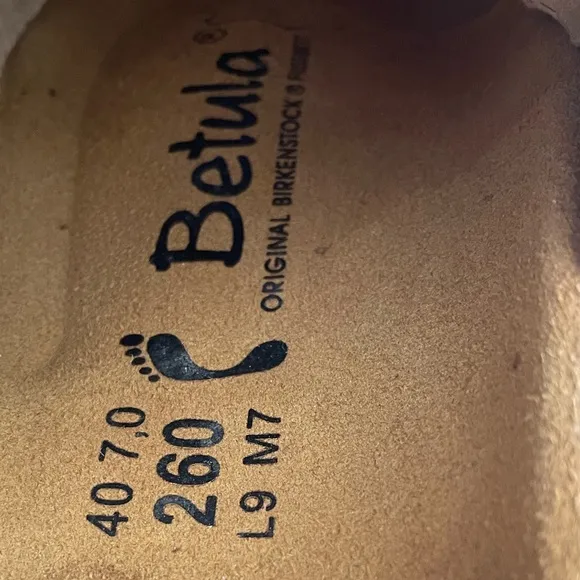 Betula®
ORIGINAL BIRKENSTOCK ®
40 7,0
260
L9 M7